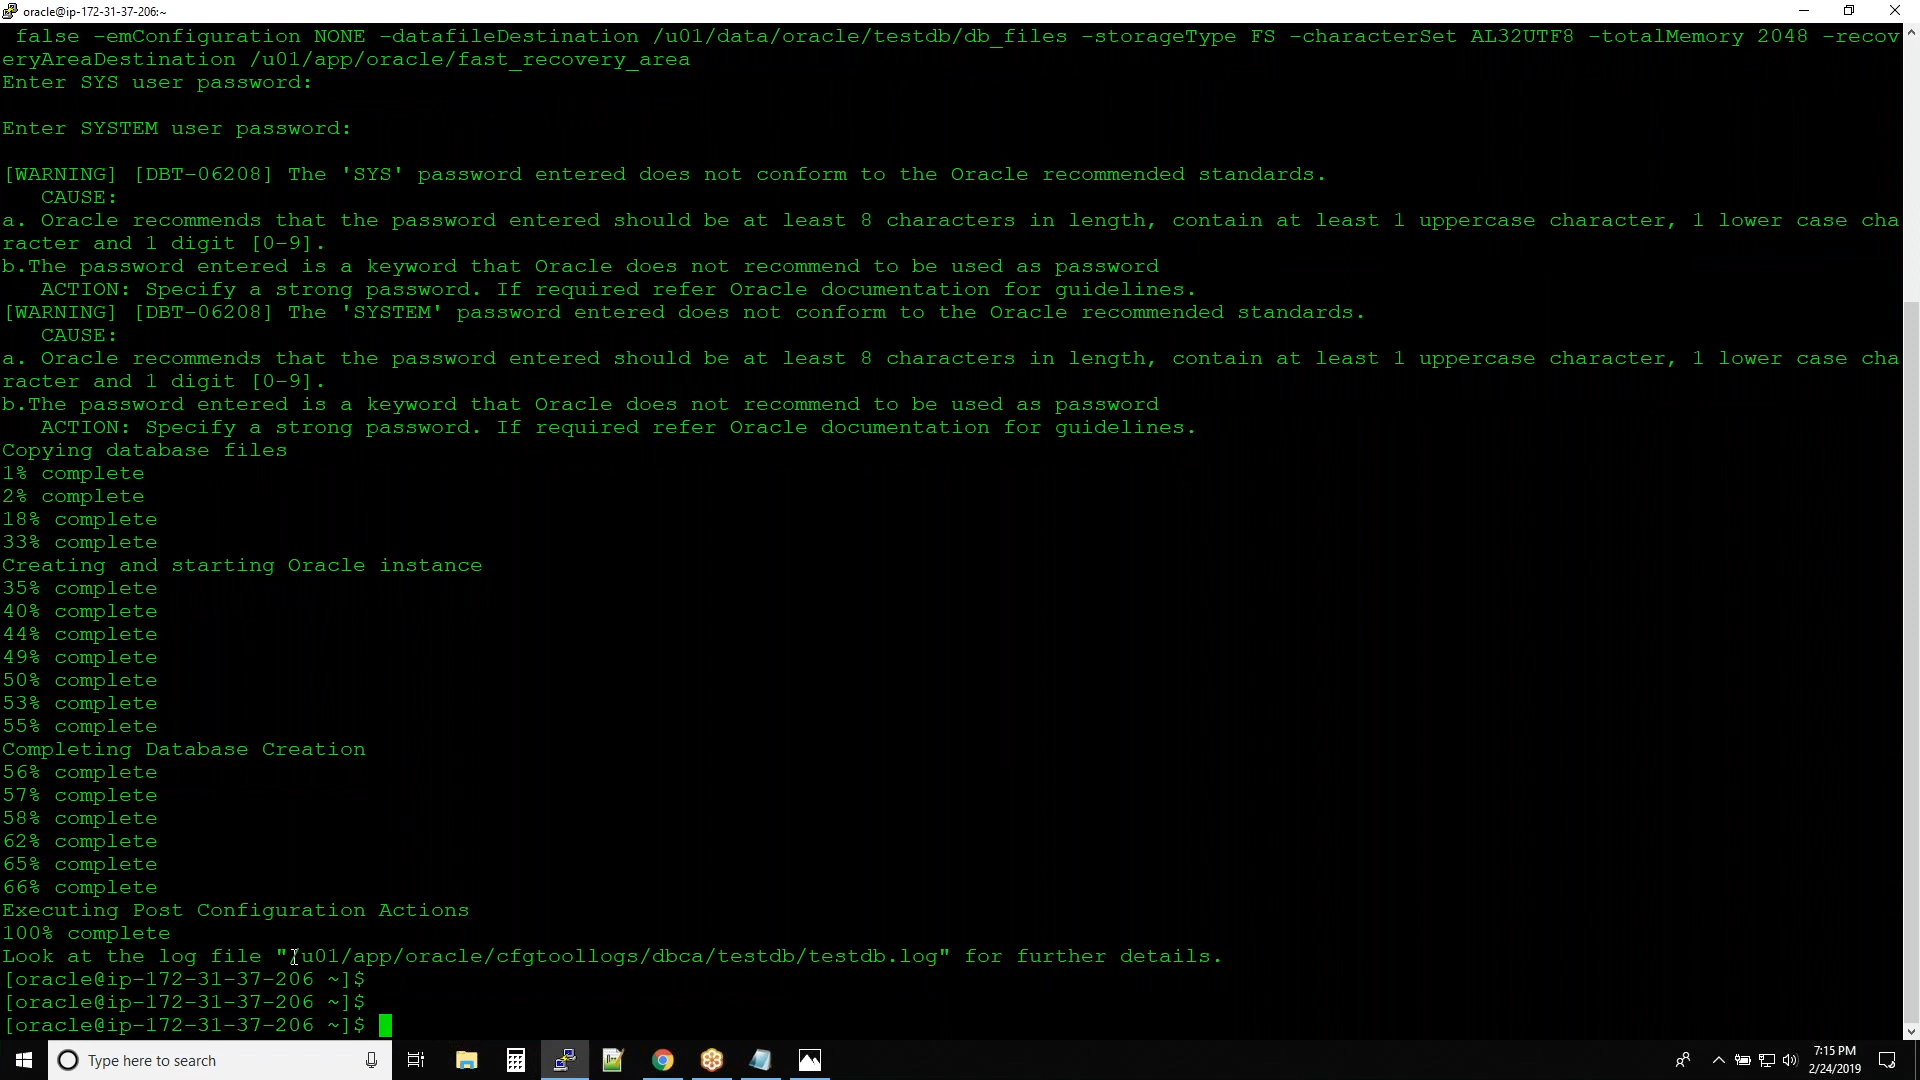 oracle@ip-172-31-37-206:~
false -emConfiguration NONE -datafileDestination /u01/data/oracle/testdb/db_files -storageType FS -characterSet AL32UTF8 -totalMemory 2048 -recov
eryAreaDestination /u01/app/oracle/fast_recovery_area
Enter SYS user password:
Enter SYSTEM user password:
[WARNING] [DBT-06208] The 'SYS' password entered does not conform to the Oracle recommended standards.
CAUSE:
a. Oracle recommends that the password entered should be at least 8 characters in length, contain at least 1 uppercase character, 1 lower case cha
racter and 1 digit [0-9].
b.The password entered is a keyword that Oracle does not recommend to be used as password
ACTION: Specify a strong password. If required refer Oracle documentation for guidelines.
[WARNING] [DBT-06208] The 'SYSTEM' password entered does not conform to the Oracle recommended standards.
CAUSE:
a. Oracle recommends that the password entered should be at least 8 characters in length, contain at least 1 uppercase character, 1 lower case cha
racter and 1 digit [0-9].
b.The password entered is a keyword that Oracle does not recommend to be used as password
ACTION: Specify a strong password. If required refer Oracle documentation for guidelines.
Copying database files
1% complete
2% complete
18% complete
33% complete
Creating and starting Oracle instance
35% complete
40% complete
44% complete
49% complete
50% complete
53% complete
55% complete
Completing Database Creation
56% complete
57% complete
58% complete
62% complete
65% complete
66% complete
Executing Post Configuration Actions
100% complete
Look at the log file "/u01/app/oracle/cfgtoollogs/dbca/testdb/testdb.log" for further details.
[oracle@ip-172-31-37-206 ~]$
[oracle@ip-172-31-37-206 ~]$
[oracle@ip-172-31-37-206 ~]$
Type here to search
7:15 PM
2/24/2019